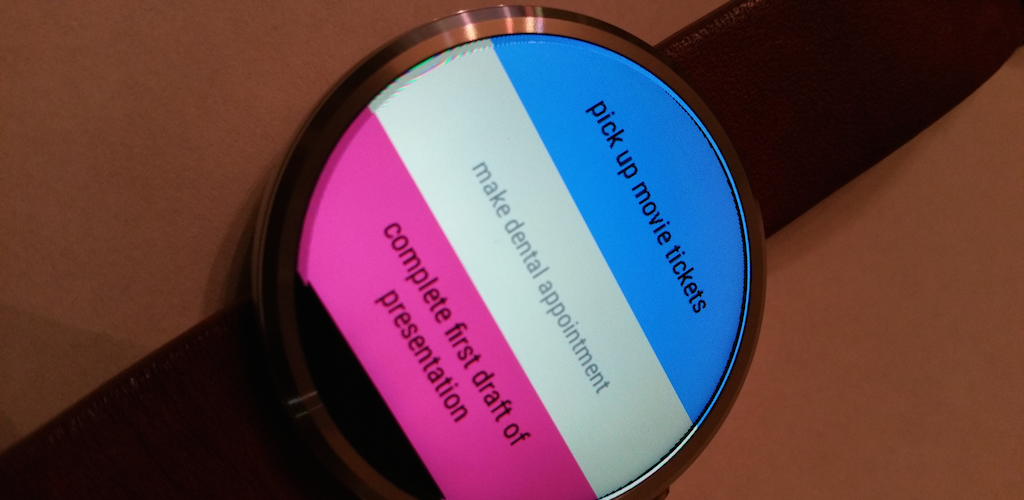 pick up movie tickets
make dental appointment
complete first draft of
presentation